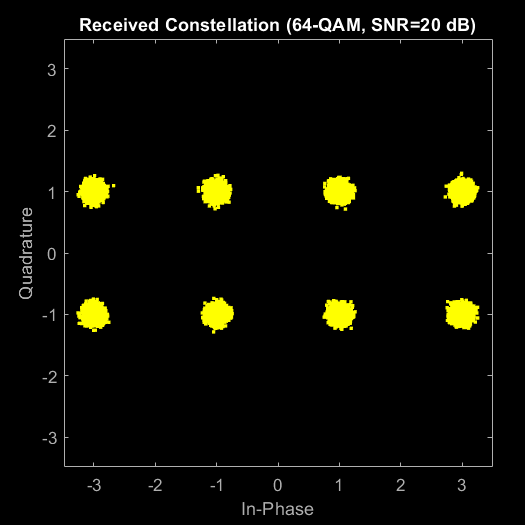 Received Constellation (64-QAM, SNR=20 dB)
3
2
1
0
-1
-2
-3
Quadrature
-3 -2 -1 0 1 2 3
In-Phase